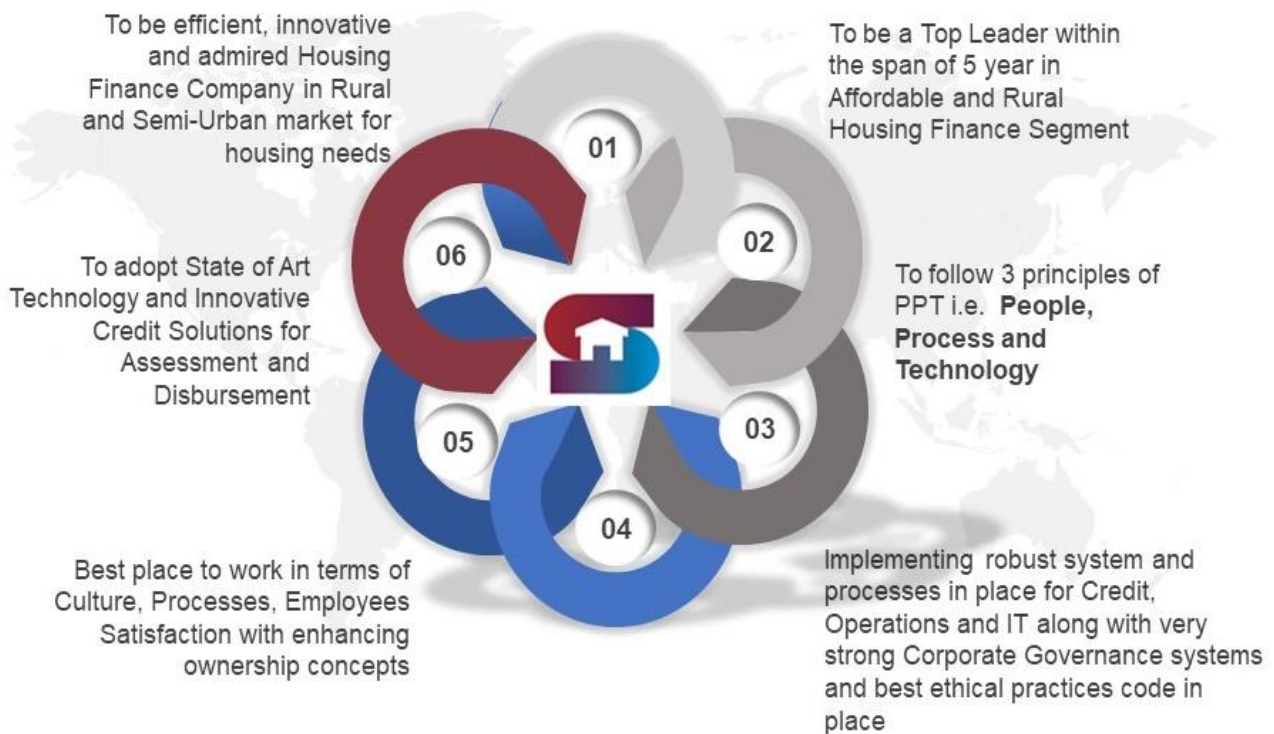 To be efficient, innovative
and admired Housing
Finance Company in Rural
and Semi-Urban market for
housing needs
To be a Top Leader within
the span of 5 year in
Affordable and Rural
Housing Finance Segment
01
02
06
To adopt State of Art
Technology and Innovative
Credit Solutions for
Assessment and
Disbursement
To follow 3 principles of
PPT i.e. People,
Process and
Technology
03
05
04
Best place to work in terms of
Culture, Processes, Employees
Satisfaction with enhancing
ownership concepts
Implementing robust system and
processes in place for Credit,
Operations and IT along with very
strong Corporate Governance systems
and best ethical practices code in
place